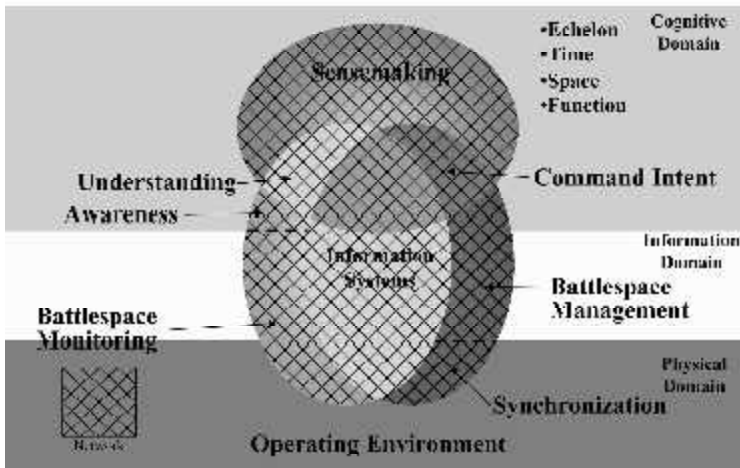 Cognitive
Domain
•Echelon
•Time
•Space
•Function
Sensemaking
Understanding
Command Intent
Awareness
Information
Domain
Information
Systems
Battlespace
Management
Battlespace
Monitoring
Physical
Domain
Synchronization
Network
Operating Environment